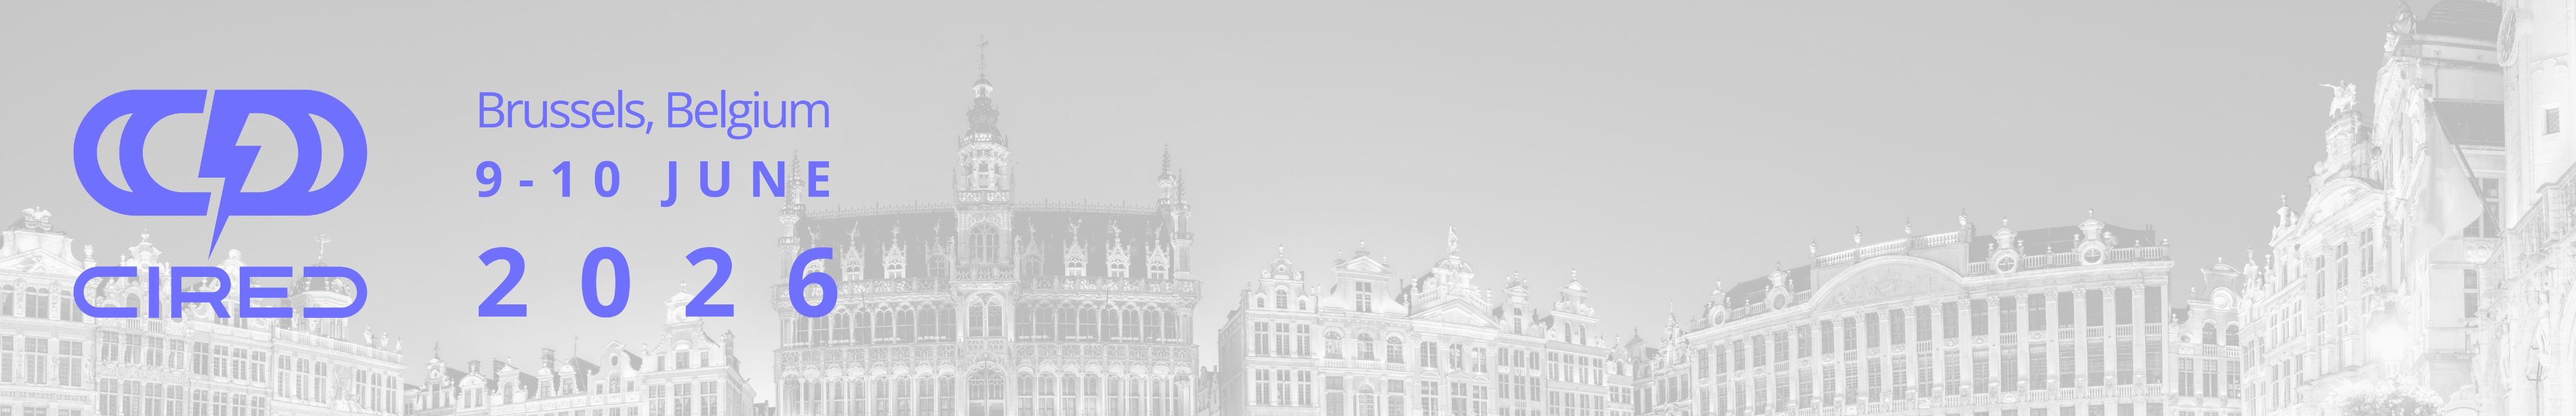 CIRED
Brussels, Belgium
9-10 JUNE
2026